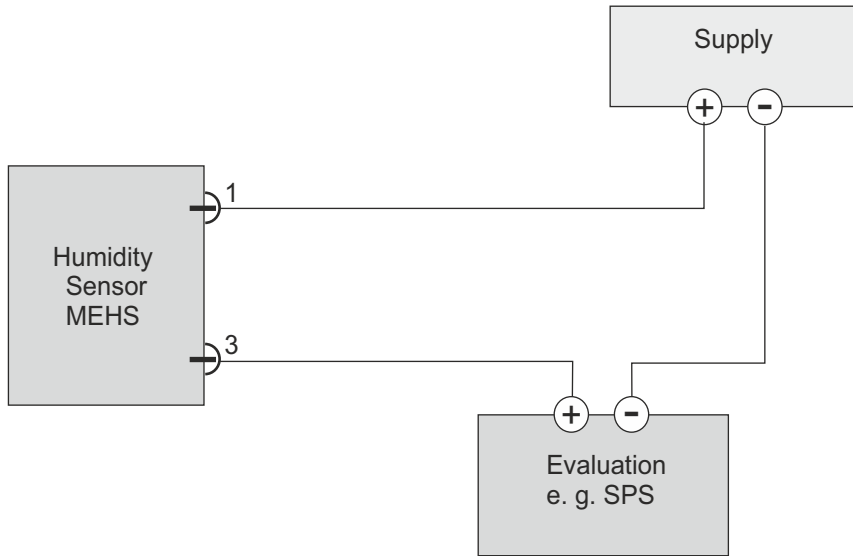 Supply
+ -
1
Humidity
Sensor
MEHS
3
+ -
Evaluation
e. g. SPS